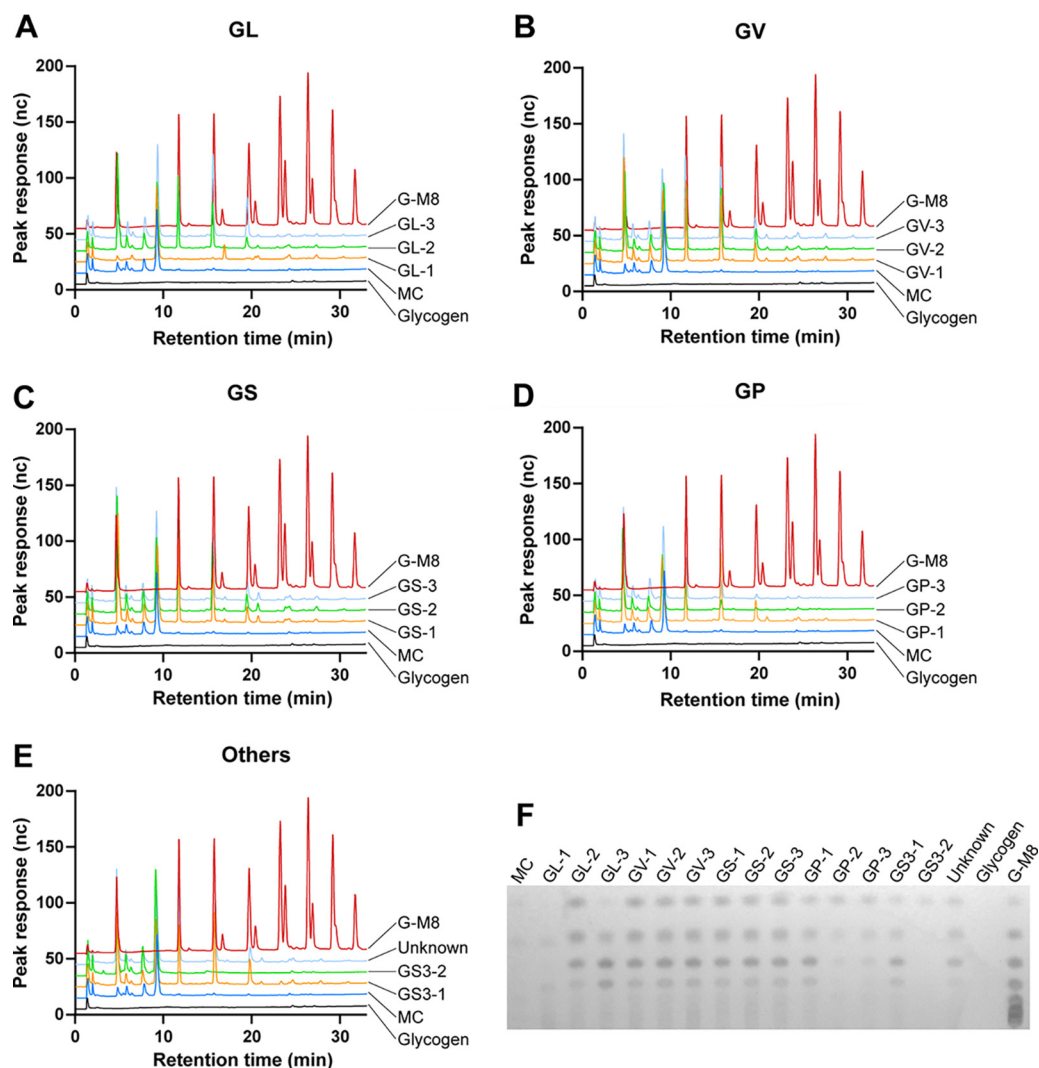 A
GL
Peak response (nc)
200
150
100
50
0
0 10 20 30
Retention time (min)
G-M8
GL-3
GL-2
GL-1
MC
Glycogen
B
GV
Peak response (nc)
200
150
100
50
0
0 10 20 30
Retention time (min)
G-M8
GV-3
GV-2
GV-1
MC
Glycogen
C
GS
Peak response (nc)
200
150
100
50
0
0 10 20 30
Retention time (min)
G-M8
GS-3
GS-2
GS-1
MC
Glycogen
D
GP
Peak response (nc)
200
150
100
50
0
0 10 20 30
Retention time (min)
G-M8
GP-3
GP-2
GP-1
MC
Glycogen
E
Others
Peak response (nc)
200
150
100
50
0
0 10 20 30
Retention time (min)
G-M8
Unknown
GS3-2
GS3-1
MC
Glycogen
F
MC
GL-1
GL-2
GL-3
GV-1
GV-2
GV-3
GS-1
GS-2
GS-3
GP-1
GP-2
GP-3
GS3-1
GS3-2
Unknown
Glycogen
G-M8